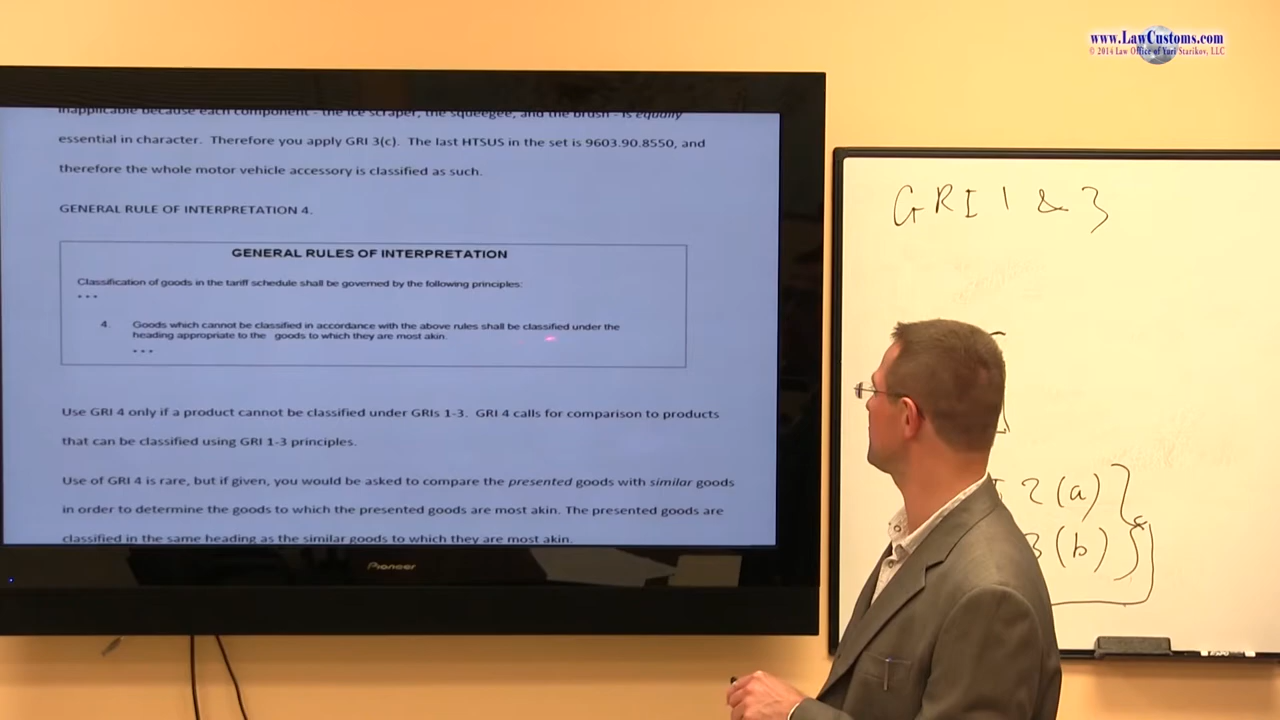 www.LawCustoms.com
© 2014 Law Office of Yuri Starikov, LLC
inapplicable because each component - the ice scraper, the squeegee, and the brush - is equally
essential in character. Therefore you apply GRI 3(c). The last HTSUS in the set is 9603.90.8550, and
therefore the whole motor vehicle accessory is classified as such.
GENERAL RULE OF INTERPRETATION 4.
GENERAL RULES OF INTERPRETATION
Classification of goods in the tariff schedule shall be governed by the following principles:
* * *
4. Goods which cannot be classified in accordance with the above rules shall be classified under the
heading appropriate to the goods to which they are most akin.
* * *
Use GRI 4 only if a product cannot be classified under GRIs 1-3. GRI 4 calls for comparison to products
that can be classified using GRI 1-3 principles.
Use of GRI 4 is rare, but if given, you would be asked to compare the presented goods with similar goods
in order to determine the goods to which the presented goods are most akin. The presented goods are
classified in the same heading as the similar goods to which they are most akin.
Pioneer
GRI 1 & 3
2(a)
3(b)